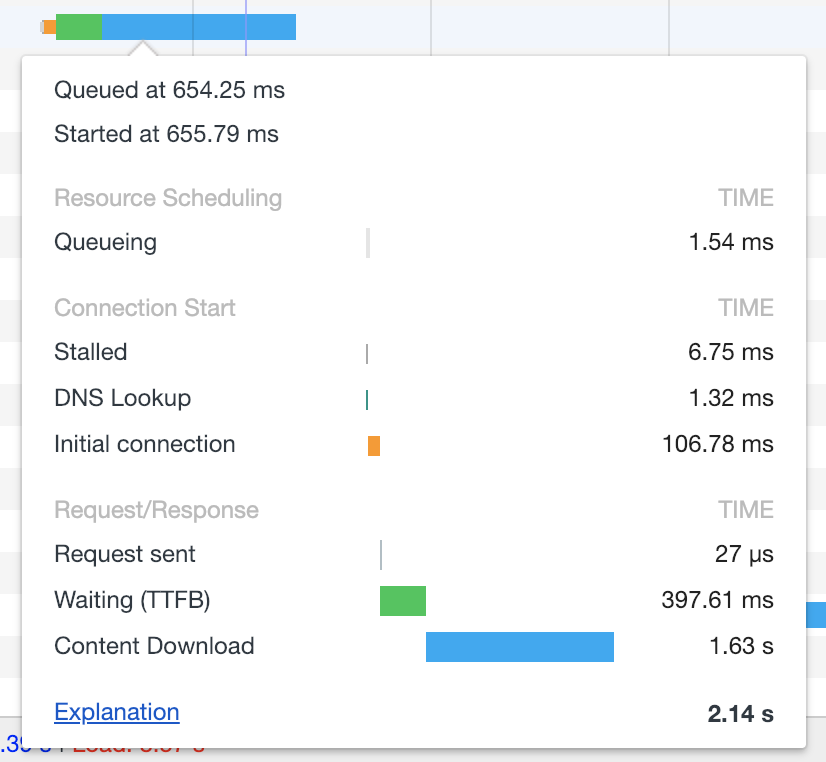 Queued at 654.25 ms
Started at 655.79 ms
Resource Scheduling TIME
Queueing 1.54 ms
Connection Start TIME
Stalled 6.75 ms
DNS Lookup 1.32 ms
Initial connection 106.78 ms
Request/Response TIME
Request sent 27 μs
Waiting (TTFB) 397.61 ms
Content Download 1.63 s
Explanation 2.14 s